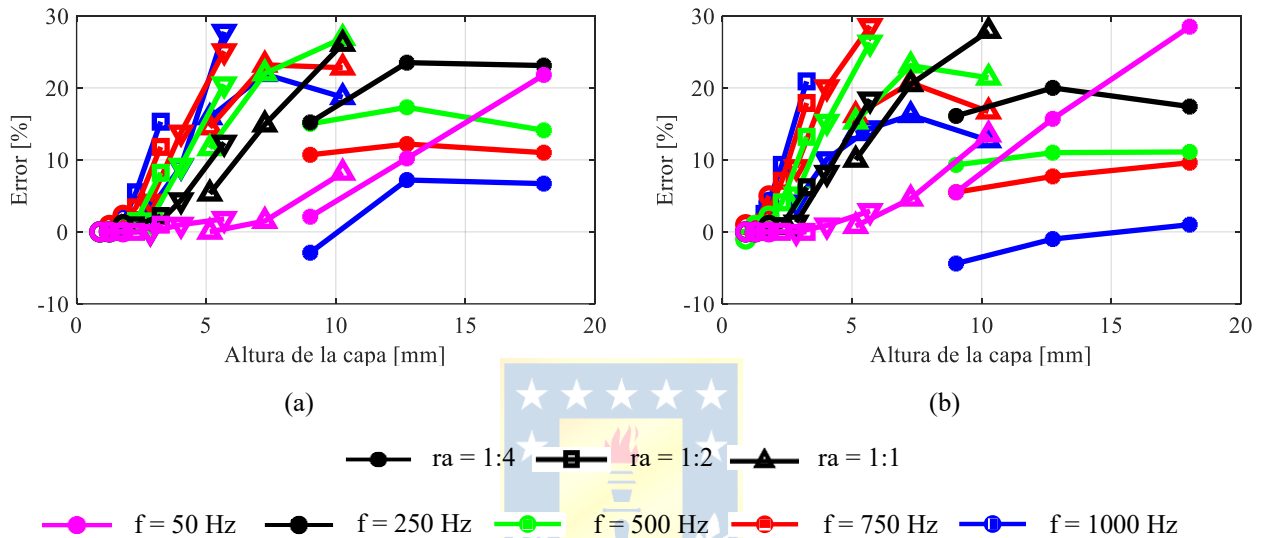 30
20
10
0
-10
Error [%]
0 5 10 15 20
Altura de la capa [mm]
(a)
30
20
10
0
-10
Error [%]
0 5 10 15 20
Altura de la capa [mm]
(b)
ra = 1:4 ra = 1:2 ra = 1:1
f = 50 Hz f = 250 Hz f = 500 Hz f = 750 Hz f = 1000 Hz